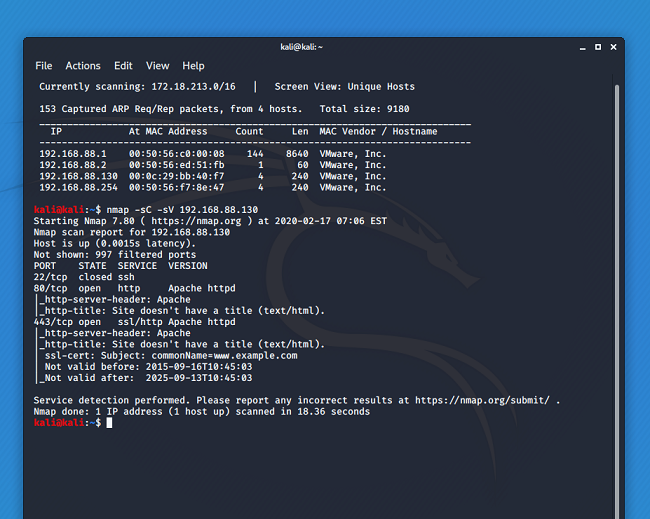 kali@kali: ~
File Actions Edit View Help
Currently scanning: 172.18.213.0/16 | Screen View: Unique Hosts
153 Captured ARP Req/Rep packets, from 4 hosts. Total size: 9180
_____________________________________________________________________________
IP At MAC Address Count Len MAC Vendor / Hostname
-----------------------------------------------------------------------------
192.168.88.1 00:50:56:c0:00:08 144 8640 VMware, Inc.
192.168.88.2 00:50:56:ed:51:fb 1 60 VMware, Inc.
192.168.88.130 00:0c:29:bb:40:f7 4 240 VMware, Inc.
192.168.88.254 00:50:56:f7:8e:47 4 240 VMware, Inc.
kali@kali:~$ nmap -sC -sV 192.168.88.130
Starting Nmap 7.80 ( https://nmap.org ) at 2020-02-17 07:06 EST
Nmap scan report for 192.168.88.130
Host is up (0.0015s latency).
Not shown: 997 filtered ports
PORT STATE SERVICE VERSION
22/tcp closed ssh
80/tcp open http Apache httpd
|_http-server-header: Apache
|_http-title: Site doesn't have a title (text/html).
443/tcp open ssl/http Apache httpd
|_http-server-header: Apache
|_http-title: Site doesn't have a title (text/html).
| ssl-cert: Subject: commonName=www.example.com
| Not valid before: 2015-09-16T10:45:03
|_Not valid after: 2025-09-13T10:45:03
Service detection performed. Please report any incorrect results at https://nmap.org/submit/ .
Nmap done: 1 IP address (1 host up) scanned in 18.36 seconds
kali@kali:~$